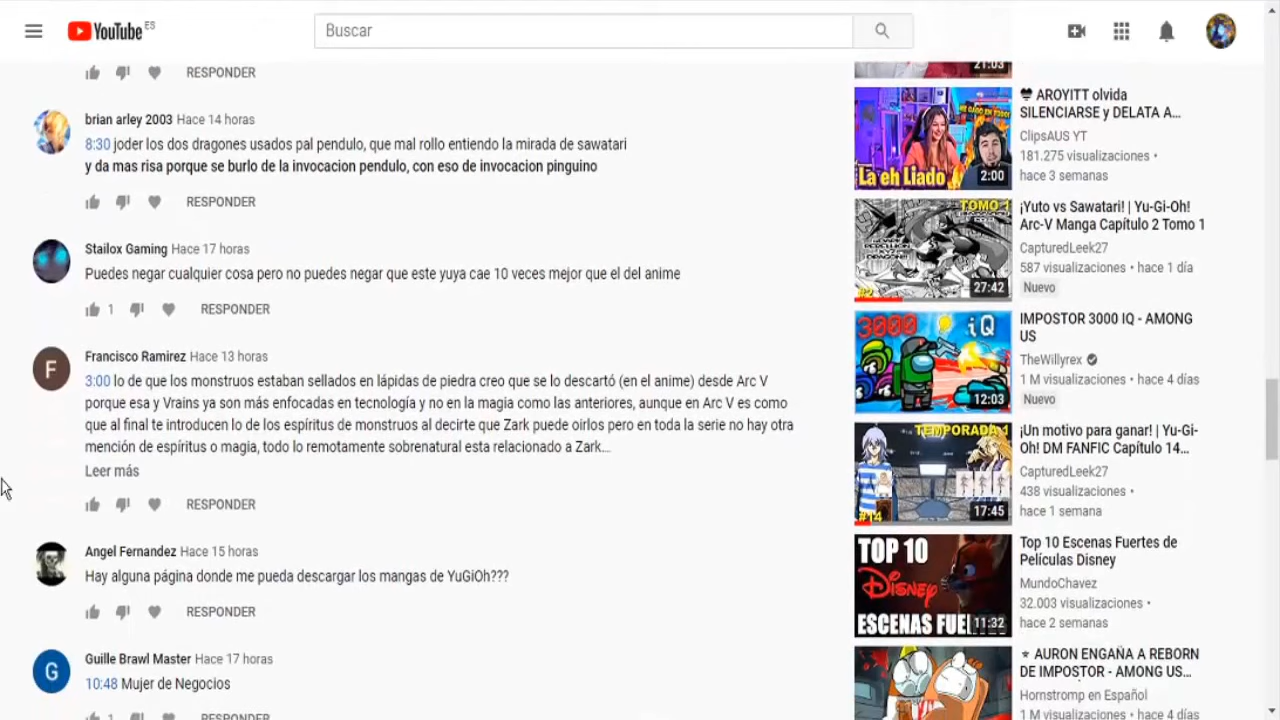 YouTube ES
Buscar
RESPONDER
brian arley 2003 Hace 14 horas
8:30 joder los dos dragones usados pal pendulo, que mal rollo entiendo la mirada de sawatari
y da mas risa porque se burlo de la invocacion pendulo, con eso de invocacion pinguino
RESPONDER
Stailox Gaming Hace 17 horas
Puedes negar cualquier cosa pero no puedes negar que este yuya cae 10 veces mejor que el del anime
1 RESPONDER
F
Francisco Ramirez Hace 13 horas
3:00 lo de que los monstruos estaban sellados en lápidas de piedra creo que se lo descartó (en el anime) desde Arc V
porque esa y Vrains ya son más enfocadas en tecnología y no en la magia como las anteriores, aunque en Arc V es como
que al final te introducen lo de los espíritus de monstruos al decirte que Zark puede oirlos pero en toda la serie no hay otra
mención de espíritus o magia, todo lo remotamente sobrenatural esta relacionado a Zark...
Leer más
RESPONDER
Angel Fernandez Hace 15 horas
Hay alguna página donde me pueda descargar los mangas de YuGiOh???
RESPONDER
G
Guille Brawl Master Hace 17 horas
10:48 Mujer de Negocios
1 RESPONDER
21:03
La eh Liado
2:00
AROYITT olvida
SILENCIARSE y DELATA A...
ClipsAUS YT
181.275 visualizaciones •
hace 3 semanas
TOMO 1
#2
27:42
¡Yuto vs Sawatari! | Yu-Gi-Oh!
Arc-V Manga Capítulo 2 Tomo 1
CapturedLeek27
587 visualizaciones • hace 1 día
Nuevo
3000 iQ
12:03
IMPOSTOR 3000 IQ - AMONG
US
TheWillyrex
1 M visualizaciones • hace 4 días
Nuevo
TEMPORADA 1
#14
17:45
¡Un motivo para ganar! | Yu-Gi-
Oh! DM FANFIC Capítulo 14...
CapturedLeek27
438 visualizaciones •
hace 1 semana
TOP 10
Disney
ESCENAS FUE
11:32
Top 10 Escenas Fuertes de
Películas Disney
MundoChavez
32.003 visualizaciones •
hace 2 semanas
★ AURON ENGAÑA A REBORN
DE IMPOSTOR - AMONG US...
Hornstromp en Español
1 M visualizaciones • hace 4 días